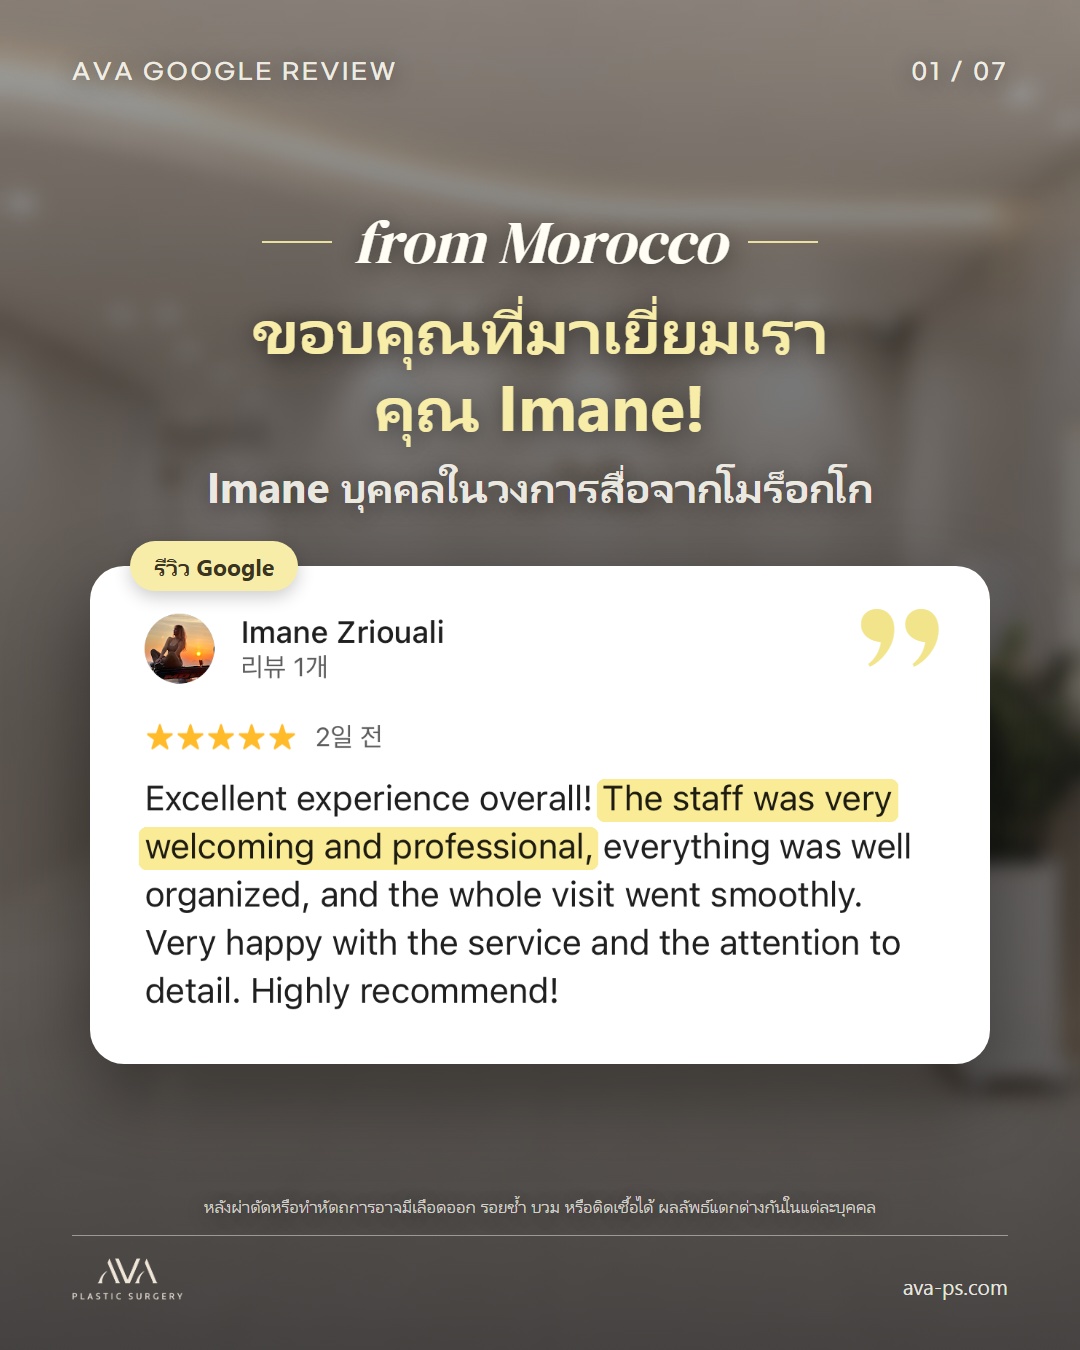 AVA GOOGLE REVIEW
01 / 07
from Morocco
ขอบคุณที่มาเยี่ยมเรา
คุณ Imane!
Imane บุคคลในวงการสื่อจากโมร็อกโก
รีวิว Google
Imane Zriouali
리뷰 1개
2일 전
Excellent experience overall! The staff was very
welcoming and professional, everything was well
organized, and the whole visit went smoothly.
Very happy with the service and the attention to
detail. Highly recommend!
หลังผ่าตัดหรือทำหัตถการอาจมีเลือดออก รอยช้ำ บวม หรือติดเชื้อได้ ผลลัพธ์แตกต่างกันในแต่ละบุคคล
AVA
PLASTIC SURGERY
ava-ps.com